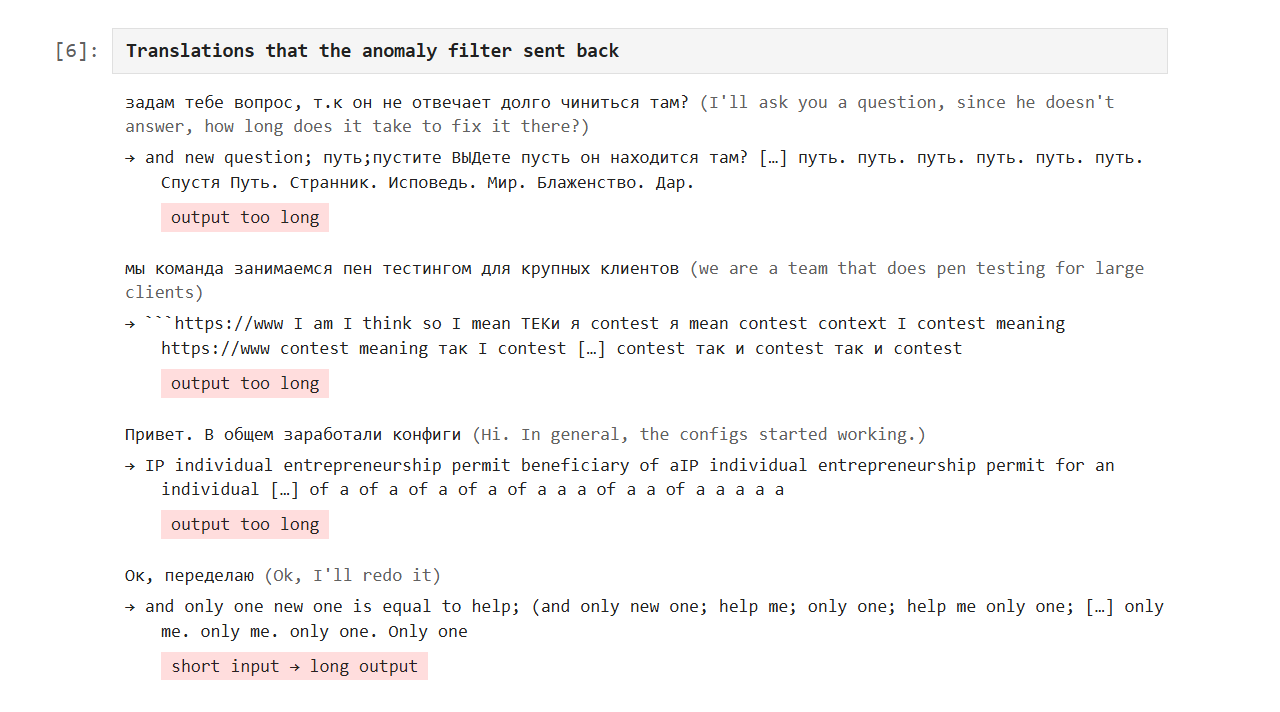 [6]: Translations that the anomaly filter sent back
задам тебе вопрос, т.к он не отвечает долго чиниться там? (I'll ask you a question, since he doesn't
answer, how long does it take to fix it there?)
→ and new question; путь;пустите ВЫДете пусть он находится там? […] путь. путь. путь. путь. путь. путь.
Спустя Путь. Странник. Исповедь. Мир. Блаженство. Дар.
output too long
мы команда занимаемся пен тестингом для крупных клиентов (we are a team that does pen testing for large
clients)
→ ```https://www I am I think so I mean ТЕКи я contest я mean contest context I contest meaning
https://www contest meaning так I contest […] contest так и contest так и contest
output too long
Привет. В общем заработали конфиги (Hi. In general, the configs started working.)
→ IP individual entrepreneurship permit beneficiary of aIP individual entrepreneurship permit for an
individual […] of a of a of a of a of a a a of a a of a a a a a
output too long
Ок, переделаю (Ok, I'll redo it)
→ and only one new one is equal to help; (and only new one; help me; only one; help me only one; […] only
me. only me. only one. Only one
short input → long output